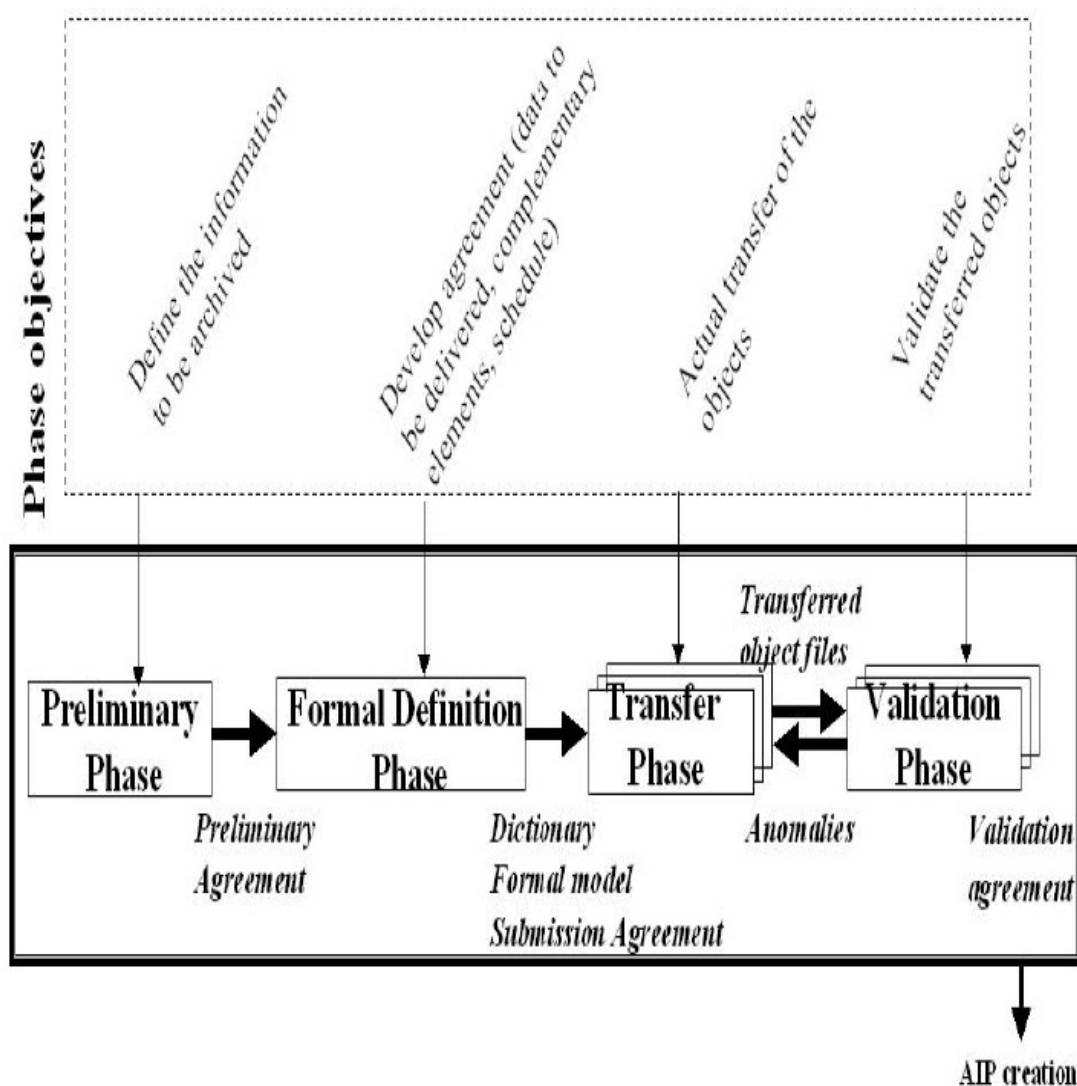 Phase objectives
Define the information
to be archived
Develop agreement (data to
be delivered, complementary
elements, schedule)
Actual transfer of the
objects
Validate the
transferred objects
Transferred
object files
Preliminary
Phase
Formal Definition
Phase
Transfer
Phase
Validation
Phase
Preliminary
Agreement
Dictionary
Formal model
Submission Agreement
Anomalies
Validation
agreement
AIP creation